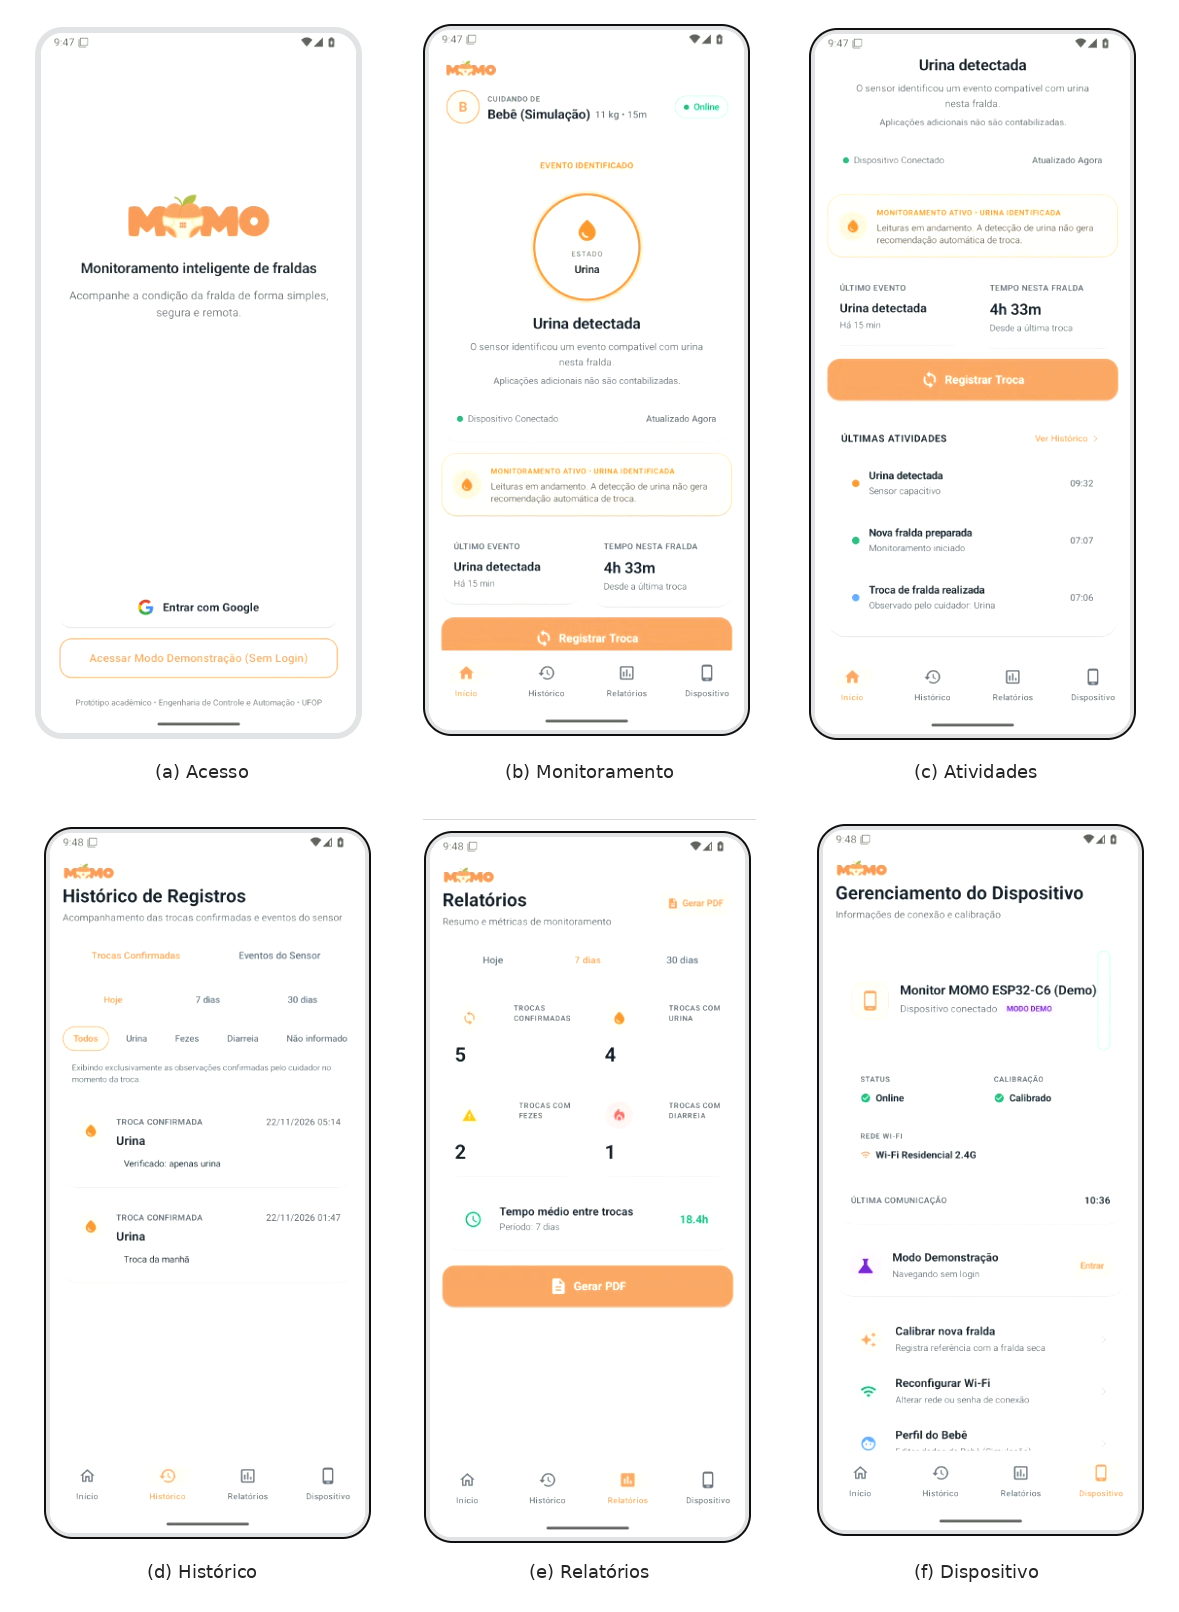 9:47
MOMO
Monitoramento inteligente de fraldas
Acompanhe a condição da fralda de forma simples,
segura e remota.
Entrar com Google
Acessar Modo Demonstração (Sem Login)
Protótipo acadêmico • Engenharia de Controle e Automação • UFOP
(a) Acesso
9:47
MOMO
B
CUIDANDO DE
Bebê (Simulação) 11 kg • 15m
Online
EVENTO IDENTIFICADO
ESTADO
Urina
Urina detectada
O sensor identificou um evento compatível com urina
nesta fralda.
Aplicações adicionais não são contabilizadas.
Dispositivo Conectado
Atualizado Agora
MONITORAMENTO ATIVO - URINA IDENTIFICADA
Leituras em andamento. A detecção de urina não gera
recomendação automática de troca.
ÚLTIMO EVENTO
Urina detectada
Há 15 min
TEMPO NESTA FRALDA
4h 33m
Desde a última troca
Registrar Troca
Início
Histórico
Relatórios
Dispositivo
(b) Monitoramento
9:47
Urina detectada
O sensor identificou um evento compatível com urina
nesta fralda.
Aplicações adicionais não são contabilizadas.
Dispositivo Conectado
Atualizado Agora
MONITORAMENTO ATIVO - URINA IDENTIFICADA
Leituras em andamento. A detecção de urina não gera
recomendação automática de troca.
ÚLTIMO EVENTO
Urina detectada
Há 15 min
TEMPO NESTA FRALDA
4h 33m
Desde a última troca
Registrar Troca
ÚLTIMAS ATIVIDADES
Ver Histórico
Urina detectada
Sensor capacitivo
09:32
Nova fralda preparada
Monitoramento iniciado
07:07
Troca de fralda realizada
Observado pelo cuidador: Urina
07:06
Início
Histórico
Relatórios
Dispositivo
(c) Atividades
9:48
MOMO
Histórico de Registros
Acompanhamento das trocas confirmadas e eventos do sensor
Trocas Confirmadas
Eventos do Sensor
Hoje
7 dias
30 dias
Todos
Urina
Fezes
Diarreia
Não informado
Exibindo exclusivamente as observações confirmadas pelo cuidador no
momento da troca.
TROCA CONFIRMADA
22/11/2026 05:14
Urina
Verificado: apenas urina
TROCA CONFIRMADA
22/11/2026 01:47
Urina
Troca da manhã
Início
Histórico
Relatórios
Dispositivo
(d) Histórico
9:48
MOMO
Relatórios
Gerar PDF
Resumo e métricas de monitoramento
Hoje
7 dias
30 dias
TROCAS
CONFIRMADAS
5
TROCAS COM
URINA
4
TROCAS COM
FEZES
2
TROCAS COM
DIARREIA
1
Tempo médio entre trocas
Período: 7 dias
18.4h
Gerar PDF
Início
Histórico
Relatórios
Dispositivo
(e) Relatórios
9:48
MOMO
Gerenciamento do Dispositivo
Informações de conexão e calibração
Monitor MOMO ESP32-C6 (Demo)
Dispositivo conectado
MODO DEMO
STATUS
Online
CALIBRAÇÃO
Calibrado
REDE WI-FI
Wi-Fi Residencial 2.4G
ÚLTIMA COMUNICAÇÃO
10:36
Modo Demonstração
Navegando sem login
Entrar
Calibrar nova fralda
Registra referência com a fralda seca
Reconfigurar Wi-Fi
Alterar rede ou senha de conexão
Perfil do Bebê
Início
Histórico
Relatórios
Dispositivo
(f) Dispositivo